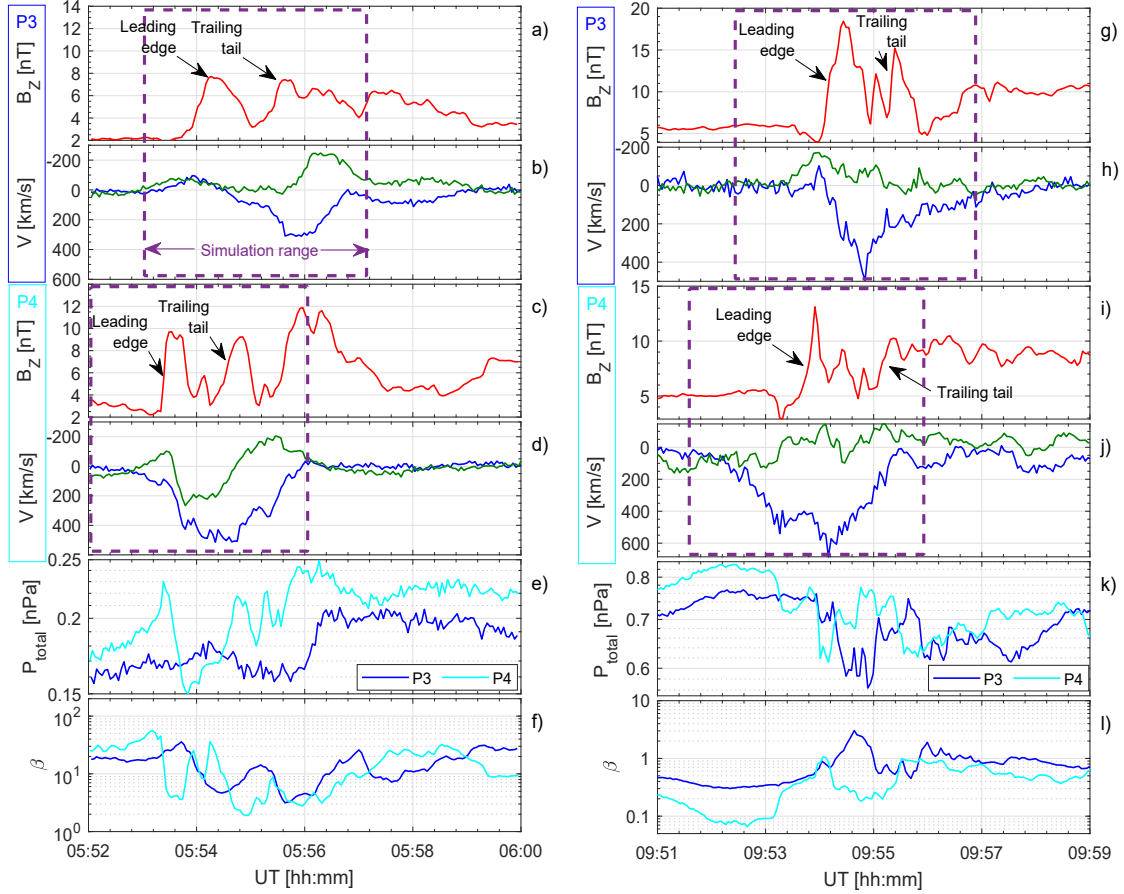 P3
B_Z [nT]
14
12
10
8
6
4
2
Leading
edge
Trailing
tail
a)
V [km/s]
-200
0
200
400
600
Simulation range
b)
P4
B_Z [nT]
12
10
8
6
4
2
Leading
edge
Trailing
tail
c)
V [km/s]
-200
0
200
400
d)
P_total [nPa]
0.25
0.2
0.15
P3
P4
e)
β
10^2
10^1
10^0
f)
05:52
05:54
05:56
05:58
06:00
UT [hh:mm]
P3
B_Z [nT]
20
15
10
5
Leading
edge
Trailing
tail
g)
V [km/s]
-200
0
200
400
h)
P4
B_Z [nT]
15
10
5
Leading
edge
Trailing tail
i)
V [km/s]
0
200
400
600
j)
P_total [nPa]
0.8
0.7
0.6
P3
P4
k)
β
10
1
0.1
l)
09:51
09:53
09:55
09:57
09:59
UT [hh:mm]